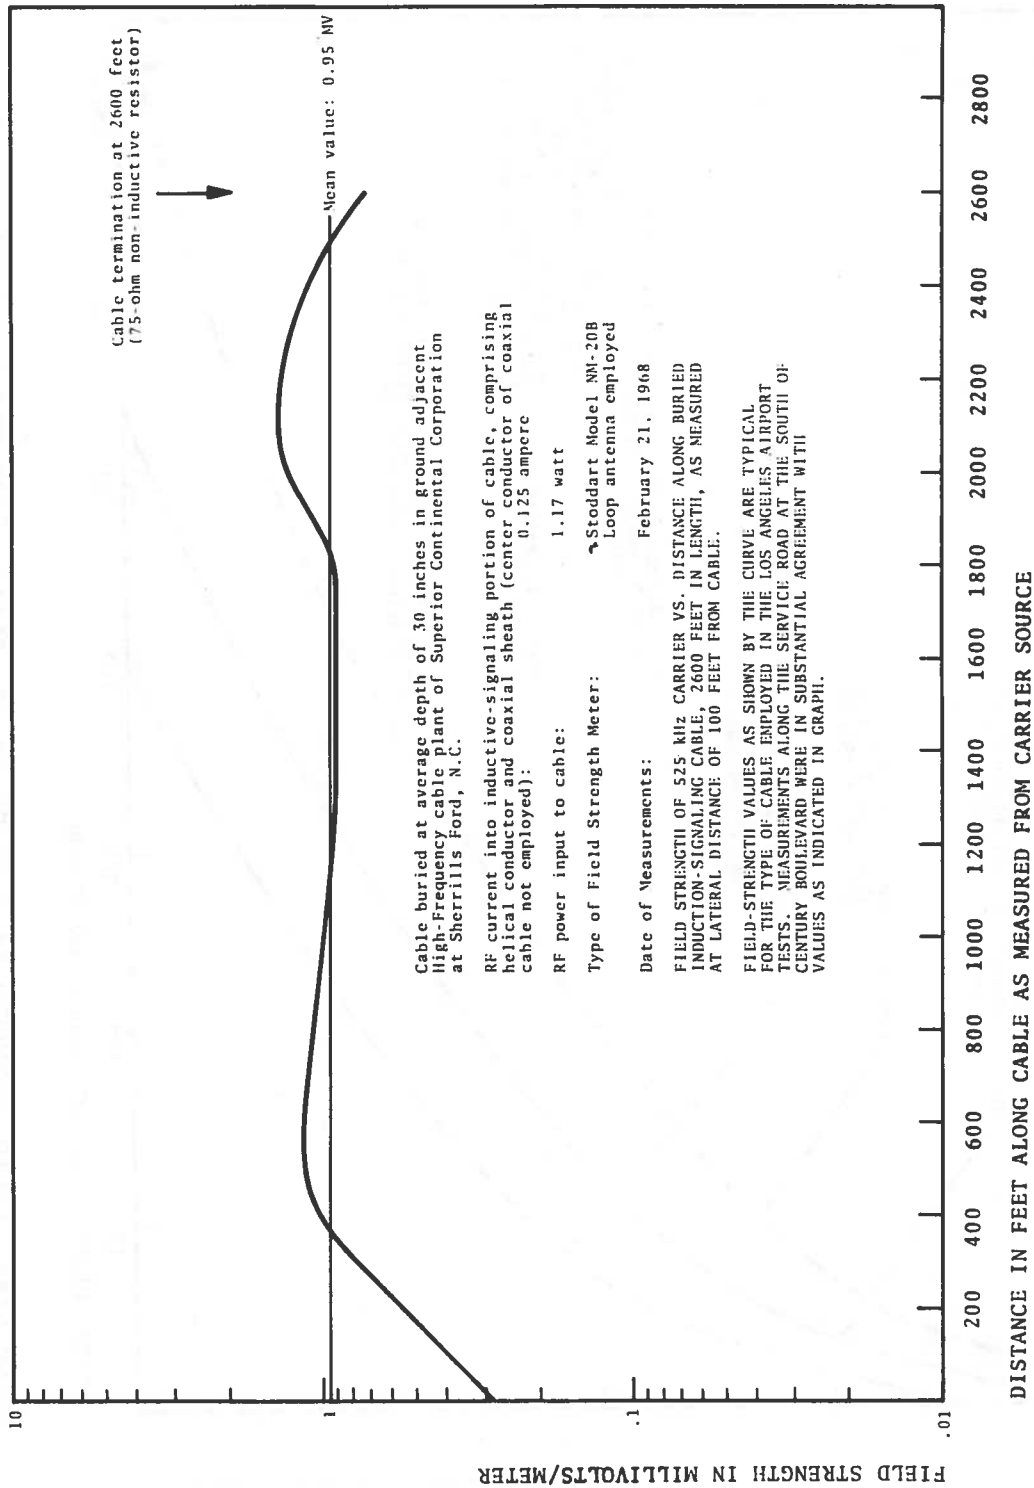 Cable termination at 2600 feet
(75-ohm non-inductive resistor)
Mean value: 0.95 MV
Cable buried at average depth of 30 inches in ground adjacent
High-Frequency cable plant of Superior Continental Corporation
at Sherrills Ford, N.C.
RF current into inductive-signaling portion of cable, comprising
helical conductor and coaxial sheath (center conductor of coaxial
cable not employed): 0.125 ampere
RF power input to cable: 1.17 watt
Type of Field Strength Meter: Stoddart Model NM-20B
Loop antenna employed
Date of Measurements: February 21, 1968
FIELD STRENGTH OF 525 kHz CARRIER VS. DISTANCE ALONG BURIED
INDUCTION-SIGNALING CABLE, 2600 FEET IN LENGTH, AS MEASURED
AT LATERAL DISTANCE OF 100 FEET FROM CABLE.
FIELD-STRENGTH VALUES AS SHOWN BY THE CURVE ARE TYPICAL
FOR THE TYPE OF CABLE EMPLOYED IN THE LOS ANGELES AIRPORT
TESTS. MEASUREMENTS ALONG THE SERVICE ROAD AT THE SOUTH OF
CENTURY BOULEVARD WERE IN SUBSTANTIAL AGREEMENT WITH
VALUES AS INDICATED IN GRAPH.
10
1
.1
.01
FIELD STRENGTH IN MILLIVOLTS/METER
200 400 600 800 1000 1200 1400 1600 1800 2000 2200 2400 2600 2800
DISTANCE IN FEET ALONG CABLE AS MEASURED FROM CARRIER SOURCE